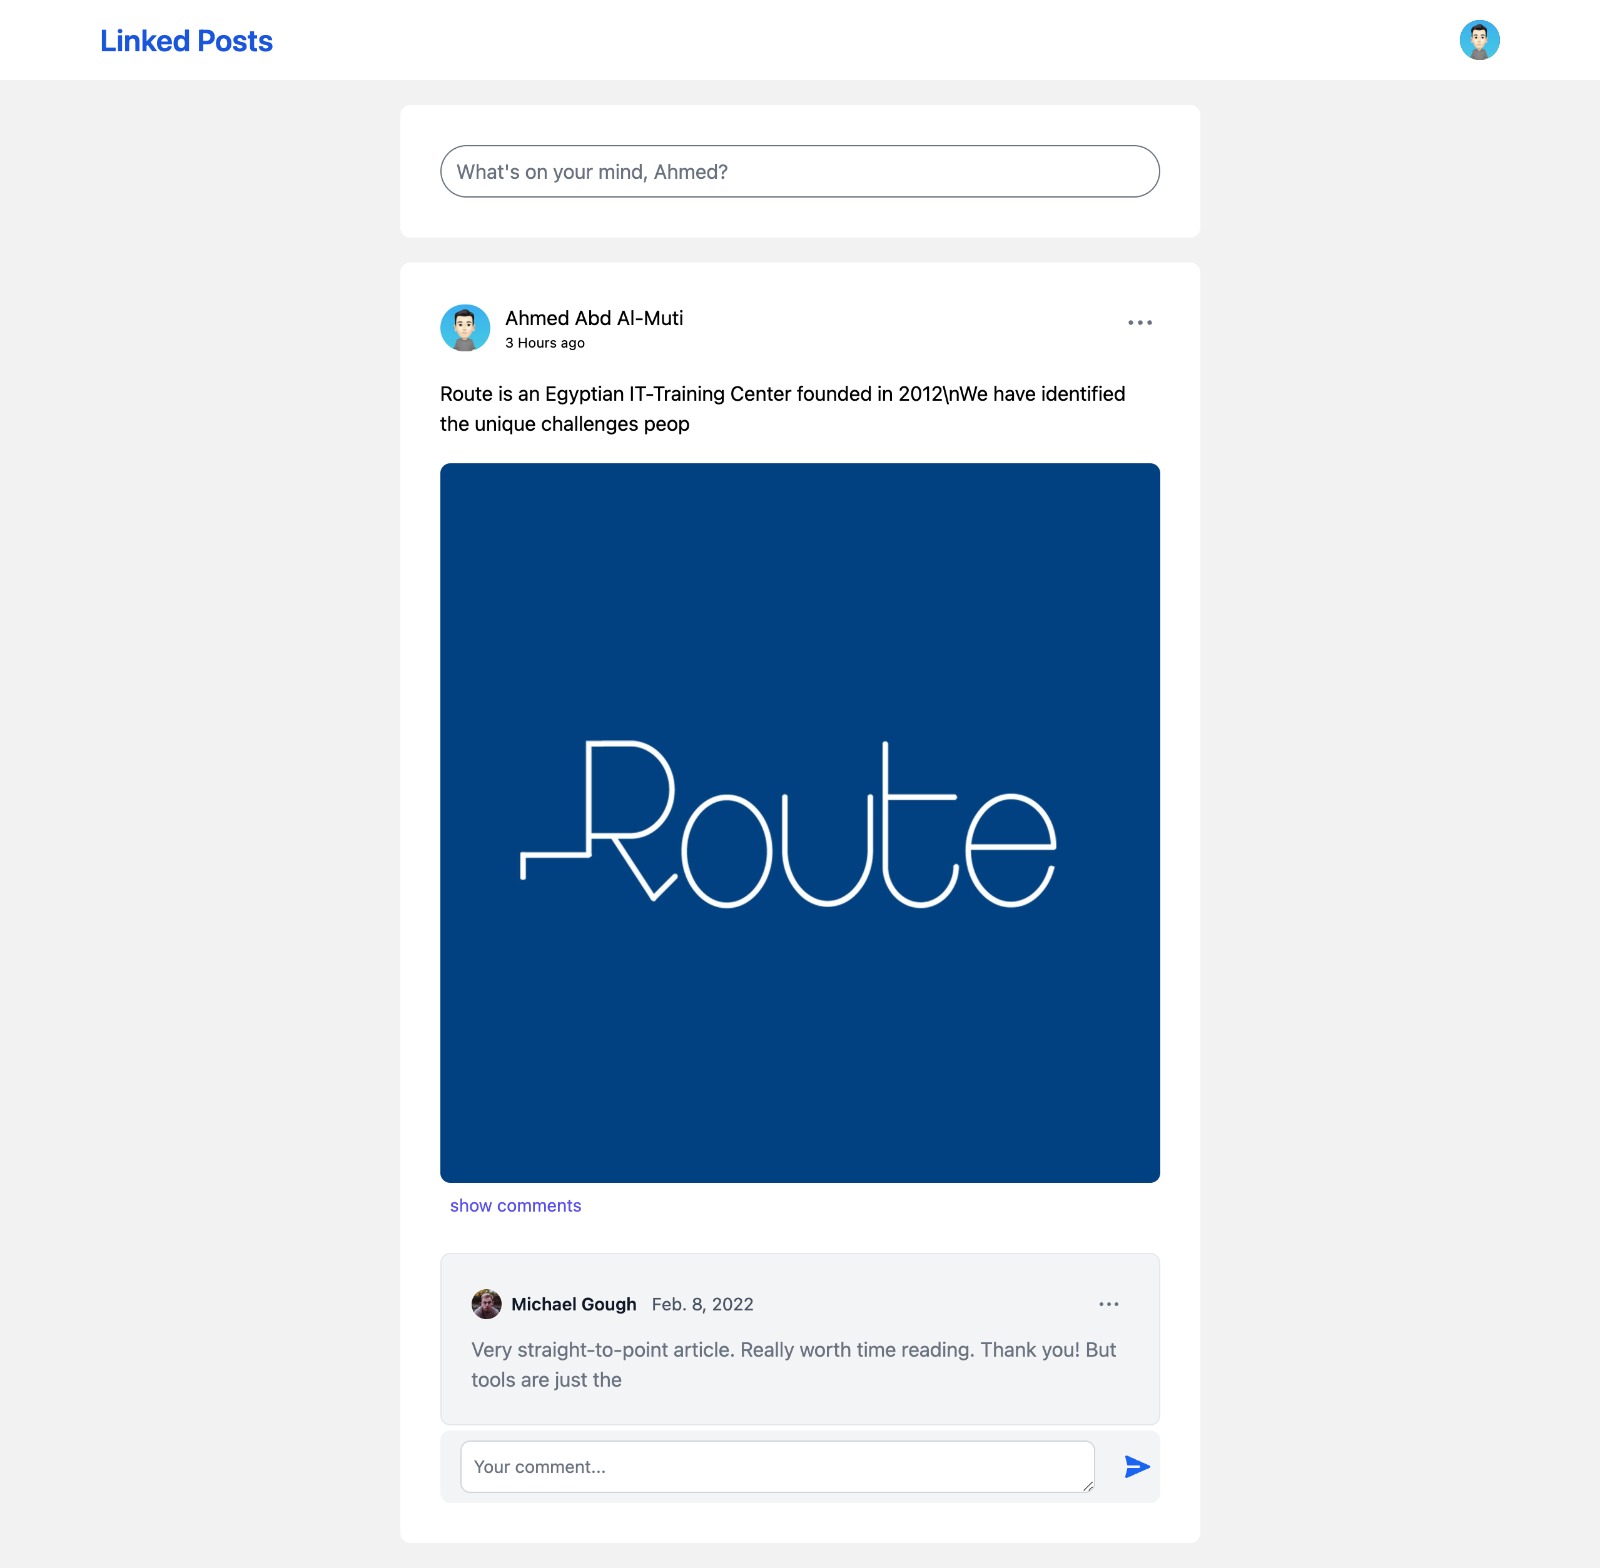 Linked Posts
What's on your mind, Ahmed?
Ahmed Abd Al-Muti
3 Hours ago
Route is an Egyptian IT-Training Center founded in 2012\nWe have identified
the unique challenges peop
Route
show comments
Michael Gough Feb. 8, 2022
Very straight-to-point article. Really worth time reading. Thank you! But
tools are just the
Your comment...